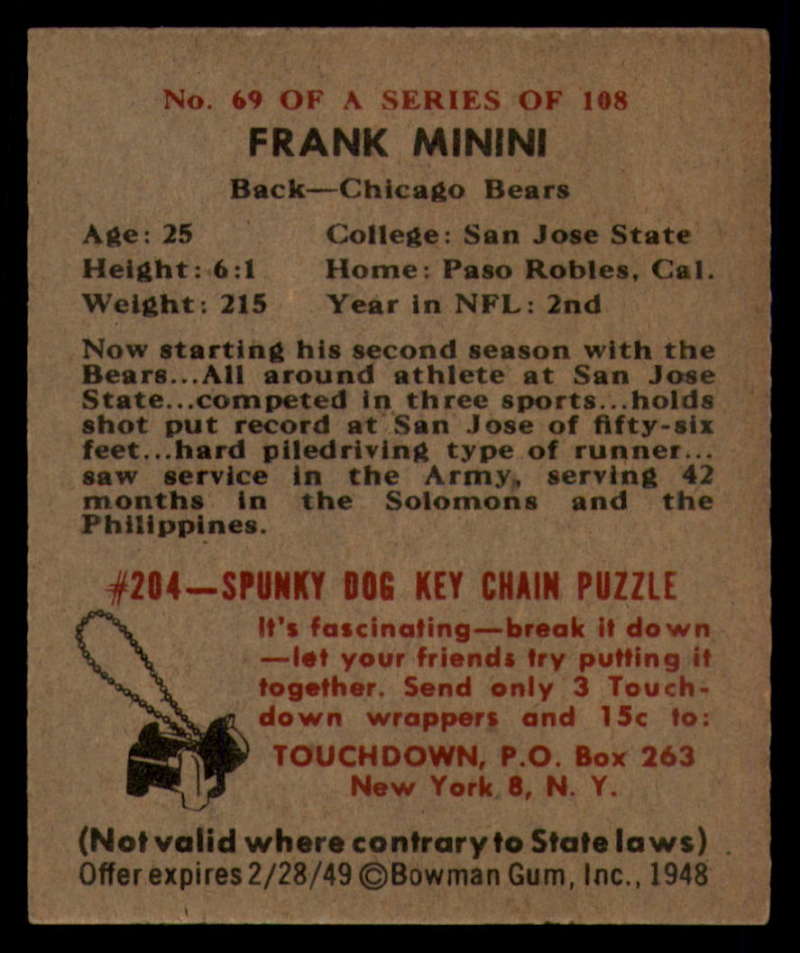 No. 69 OF A SERIES OF 108
FRANK MININI
Back—Chicago Bears
Age: 25 College: San Jose State
Height: 6:1 Home: Paso Robles, Cal.
Weight: 215 Year in NFL: 2nd
Now starting his second season with the
Bears...All around athlete at San Jose
State...competed in three sports...holds
shot put record at San Jose of fifty-six
feet...hard piledriving type of runner...
saw service in the Army, serving 42
months in the Solomons and the
Philippines.
#204—SPUNKY DOG KEY CHAIN PUZZLE
It's fascinating—break it down
—let your friends try putting it
together. Send only 3 Touch-
down wrappers and 15c to:
TOUCHDOWN, P.O. Box 263
New York 8, N. Y.
(Not valid where contrary to State laws)
Offer expires 2/28/49 ©Bowman Gum, Inc., 1948